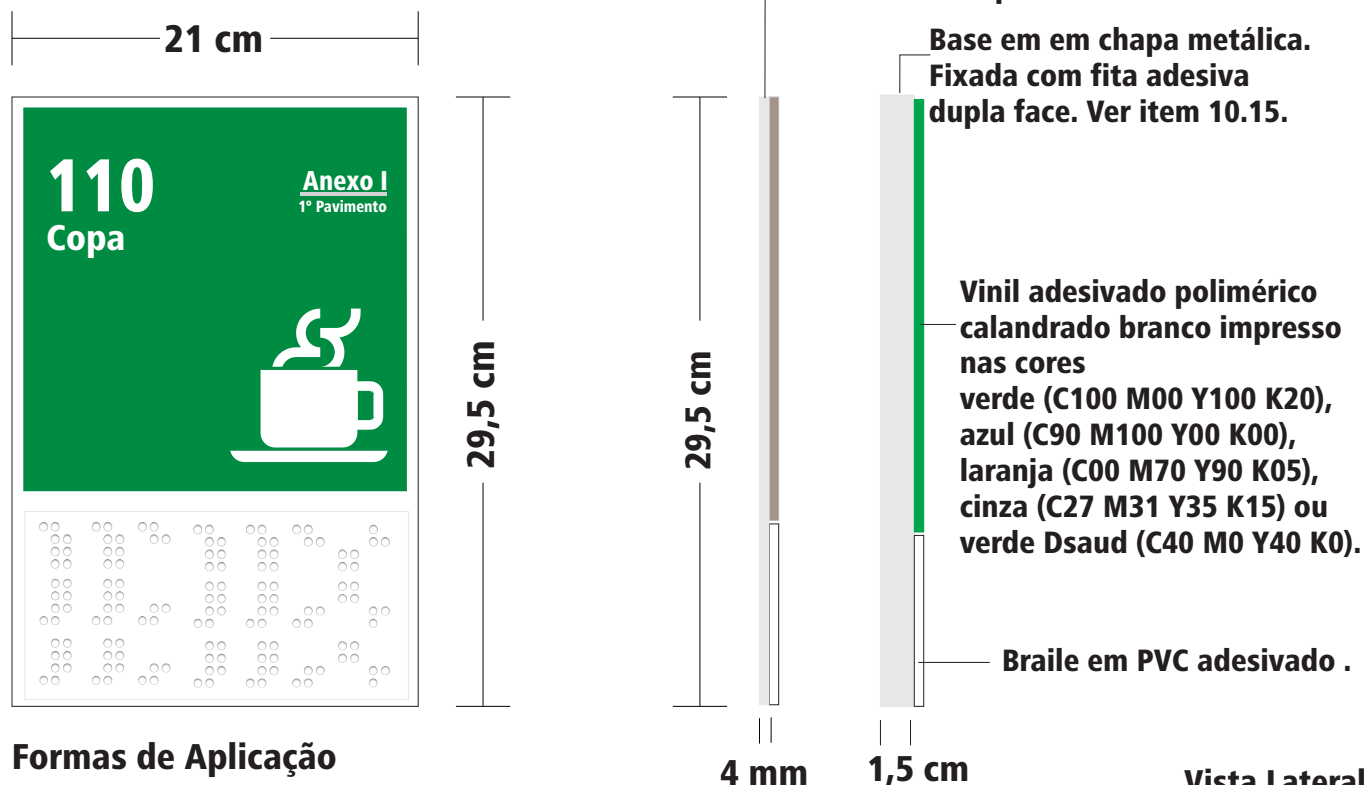 21 cm
110
Copa
Anexo I
1º Pavimento
29,5 cm
29,5 cm
Base em em chapa metálica.
Fixada com fita adesiva
dupla face. Ver item 10.15.
Vinil adesivado polimérico
calandrado branco impresso
nas cores
verde (C100 M00 Y100 K20),
azul (C90 M100 Y00 K00),
laranja (C00 M70 Y90 K05),
cinza (C27 M31 Y35 K15) ou
verde Dsaud (C40 M0 Y40 K0).
Braile em PVC adesivado .
Formas de Aplicação
4 mm
1,5 cm
Vista Lateral